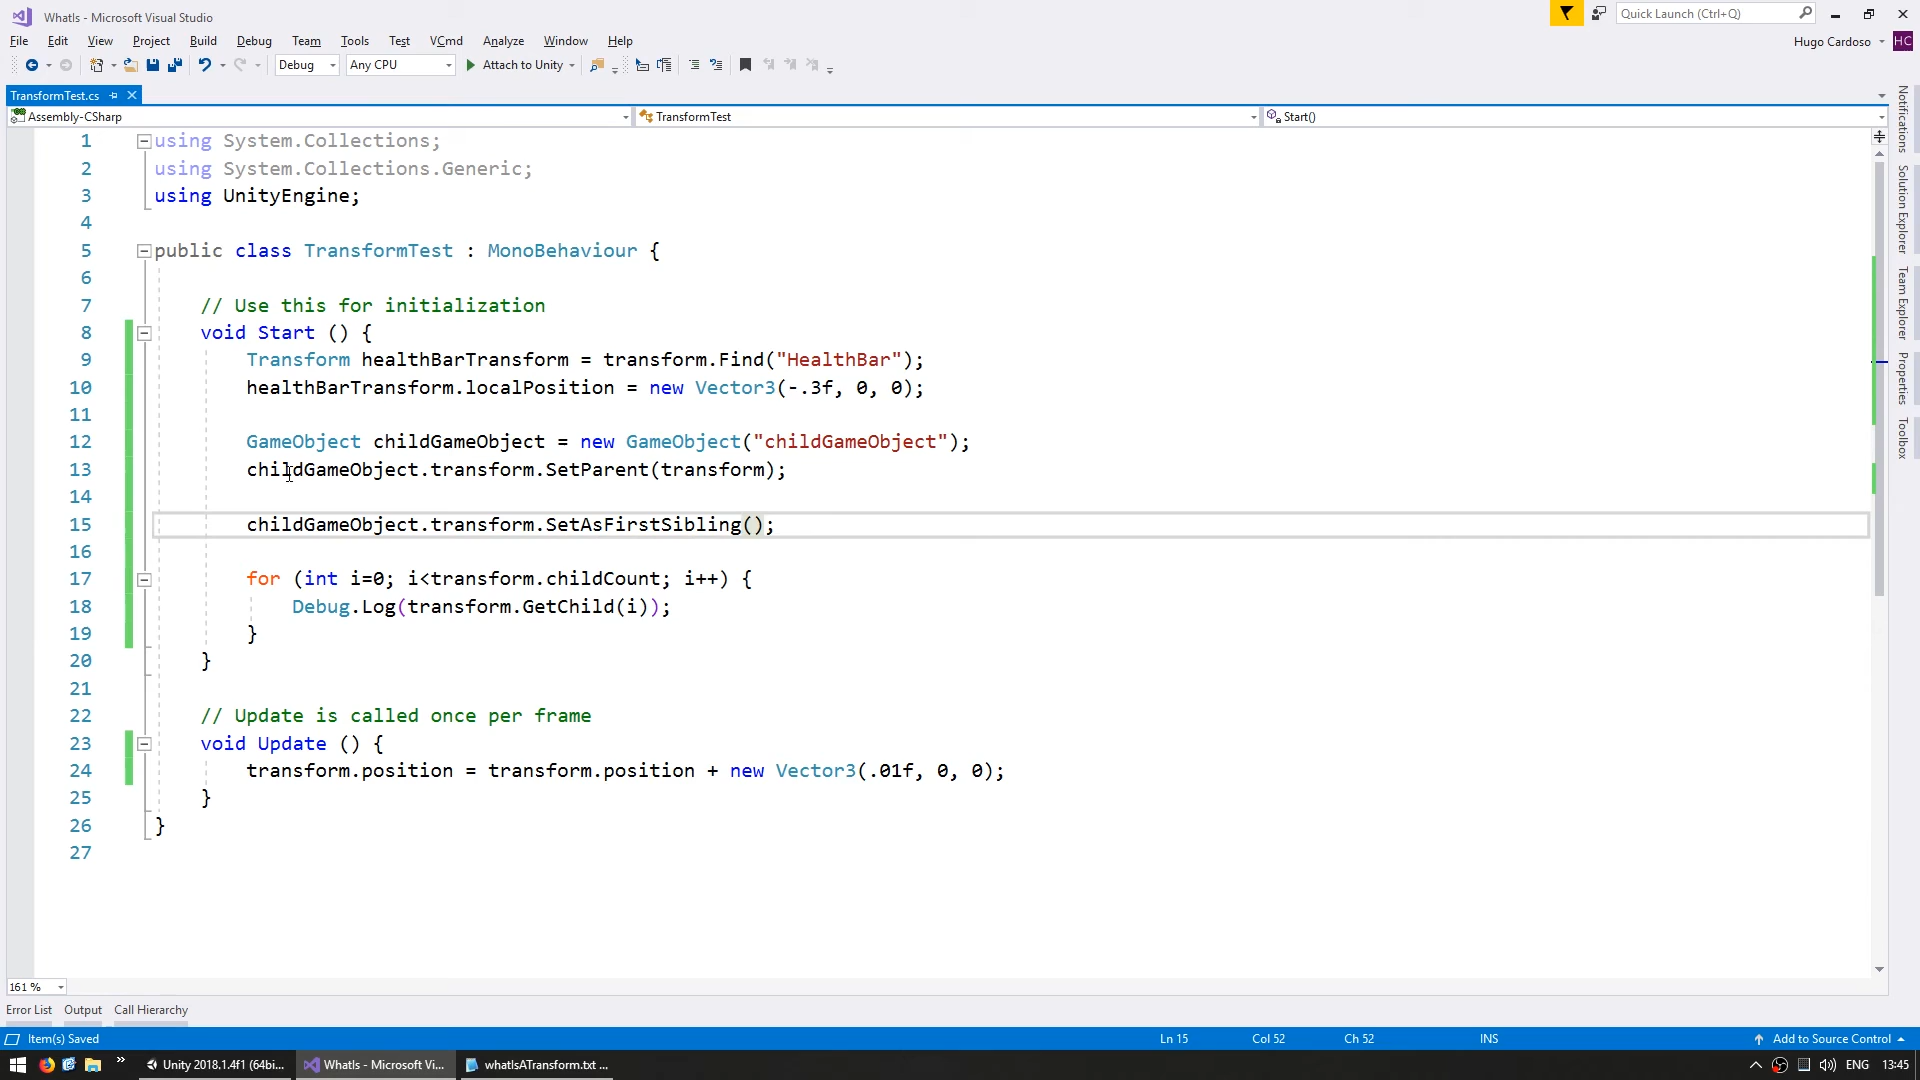 WhatIs - Microsoft Visual Studio
Quick Launch (Ctrl+Q)
File Edit View Project Build Debug Team Tools Test VCmd Analyze Window Help
Hugo Cardoso HC
Debug Any CPU Attach to Unity
TransformTest.cs
Assembly-CSharp TransformTest Start()
1 using System.Collections;
2 using System.Collections.Generic;
3 using UnityEngine;
4
5 public class TransformTest : MonoBehaviour {
6
7 // Use this for initialization
8 void Start () {
9 Transform healthBarTransform = transform.Find("HealthBar");
10 healthBarTransform.localPosition = new Vector3(-.3f, 0, 0);
11
12 GameObject childGameObject = new GameObject("childGameObject");
13 childGameObject.transform.SetParent(transform);
14
15 childGameObject.transform.SetAsFirstSibling();
16
17 for (int i=0; i<transform.childCount; i++) {
18 Debug.Log(transform.GetChild(i));
19 }
20 }
21
22 // Update is called once per frame
23 void Update () {
24 transform.position = transform.position + new Vector3(.01f, 0, 0);
25 }
26 }
27
Notifications
Solution Explorer
Team Explorer
Properties
Toolbox
161 %
Error List Output Call Hierarchy
Item(s) Saved Ln 15 Col 52 Ch 52 INS Add to Source Control
Unity 2018.1.4f1 (64bi... WhatIs - Microsoft Vi... whatIsATransform.txt ... ENG 13:45